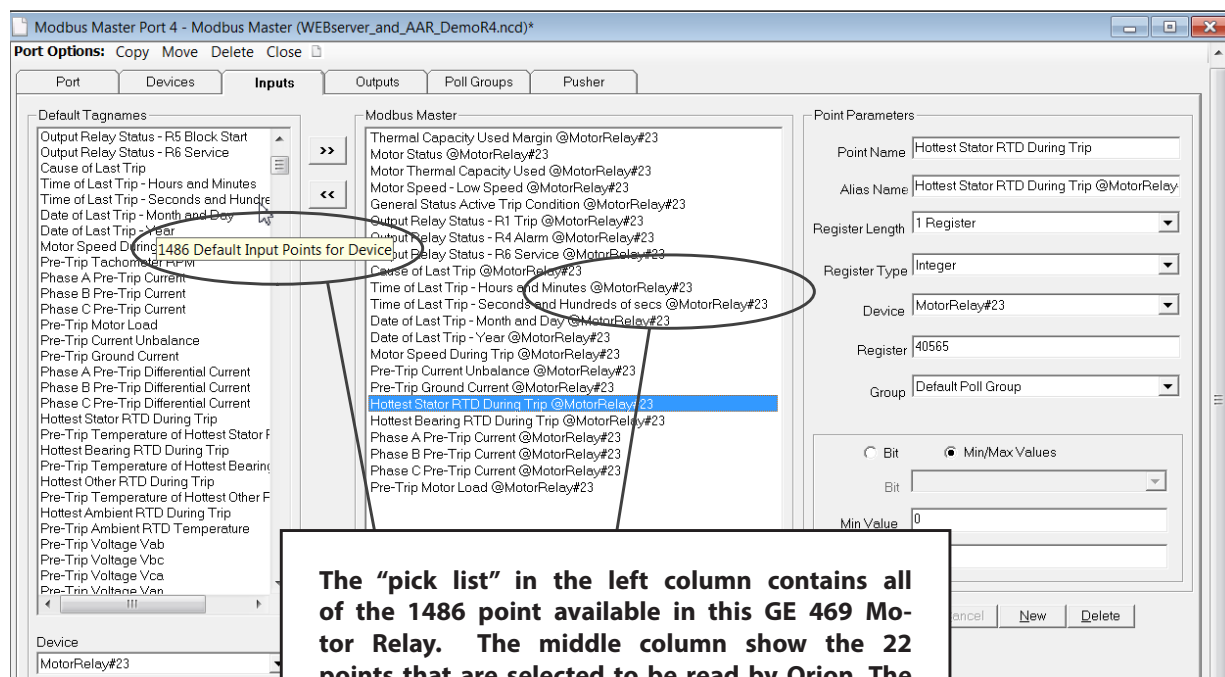 Modbus Master Port 4 - Modbus Master (WEBserver_and_AAR_DemoR4.ncd)*
Port Options: Copy Move Delete Close
Port Devices Inputs Outputs Poll Groups Pusher
Default Tagnames
Output Relay Status - R5 Block Start
Output Relay Status - R6 Service
Cause of Last Trip
Time of Last Trip - Hours and Minutes
Time of Last Trip - Seconds and Hundre
Date of Last Trip - Month and Day
Date of Last Trip - Year
Motor Speed During
1486 Default Input Points for Device
Pre-Trip Tachometer RPM
Phase A Pre-Trip Current
Phase B Pre-Trip Current
Phase C Pre-Trip Current
Pre-Trip Motor Load
Pre-Trip Current Unbalance
Pre-Trip Ground Current
Phase A Pre-Trip Differential Current
Phase B Pre-Trip Differential Current
Phase C Pre-Trip Differential Current
Hottest Stator RTD During Trip
Pre-Trip Temperature of Hottest Stator
Hottest Bearing RTD During Trip
Pre-Trip Temperature of Hottest Bearing
Hottest Other RTD During Trip
Pre-Trip Temperature of Hottest Other
Hottest Ambient RTD During Trip
Pre-Trip Ambient RTD Temperature
Pre-Trip Voltage Vab
Pre-Trip Voltage Vbc
Pre-Trip Voltage Vca
Pre-Trip Voltage Van
Device
MotorRelay#23
>>
<<
Modbus Master
Thermal Capacity Used Margin @MotorRelay#23
Motor Status @MotorRelay#23
Motor Thermal Capacity Used @MotorRelay#23
Motor Speed - Low Speed @MotorRelay#23
General Status Active Trip Condition @MotorRelay#23
Output Relay Status - R1 Trip @MotorRelay#23
Output Relay Status - R4 Alarm @MotorRelay#23
put Relay Status - R6 Service @MotorRelay#23
Cause of Last Trip @MotorRelay#23
Time of Last Trip - Hours and Minutes @MotorRelay#23
Time of Last Trip - Seconds and Hundreds of secs @MotorRelay#23
Date of Last Trip - Month and Day @MotorRelay#23
Date of Last Trip - Year @MotorRelay#23
Motor Speed During Trip @MotorRelay#23
Pre-Trip Current Unbalance @MotorRelay#23
Pre-Trip Ground Current @MotorRelay#23
Hottest Stator RTD During Trip @MotorRelay#23
Hottest Bearing RTD During Trip @MotorRelay#23
Phase A Pre-Trip Current @MotorRelay#23
Phase B Pre-Trip Current @MotorRelay#23
Phase C Pre-Trip Current @MotorRelay#23
Pre-Trip Motor Load @MotorRelay#23
Point Parameters
Point Name Hottest Stator RTD During Trip
Alias Name Hottest Stator RTD During Trip @MotorRelay
Register Length 1 Register
Register Type Integer
Device MotorRelay#23
Register 40565
Group Default Poll Group
Bit Min/Max Values
Bit
Min Value 0
ancel New Delete
The “pick list” in the left column contains all
of the 1486 point available in this GE 469 Mo-
tor Relay. The middle column show the 22
points that are selected to be read by Orion. The